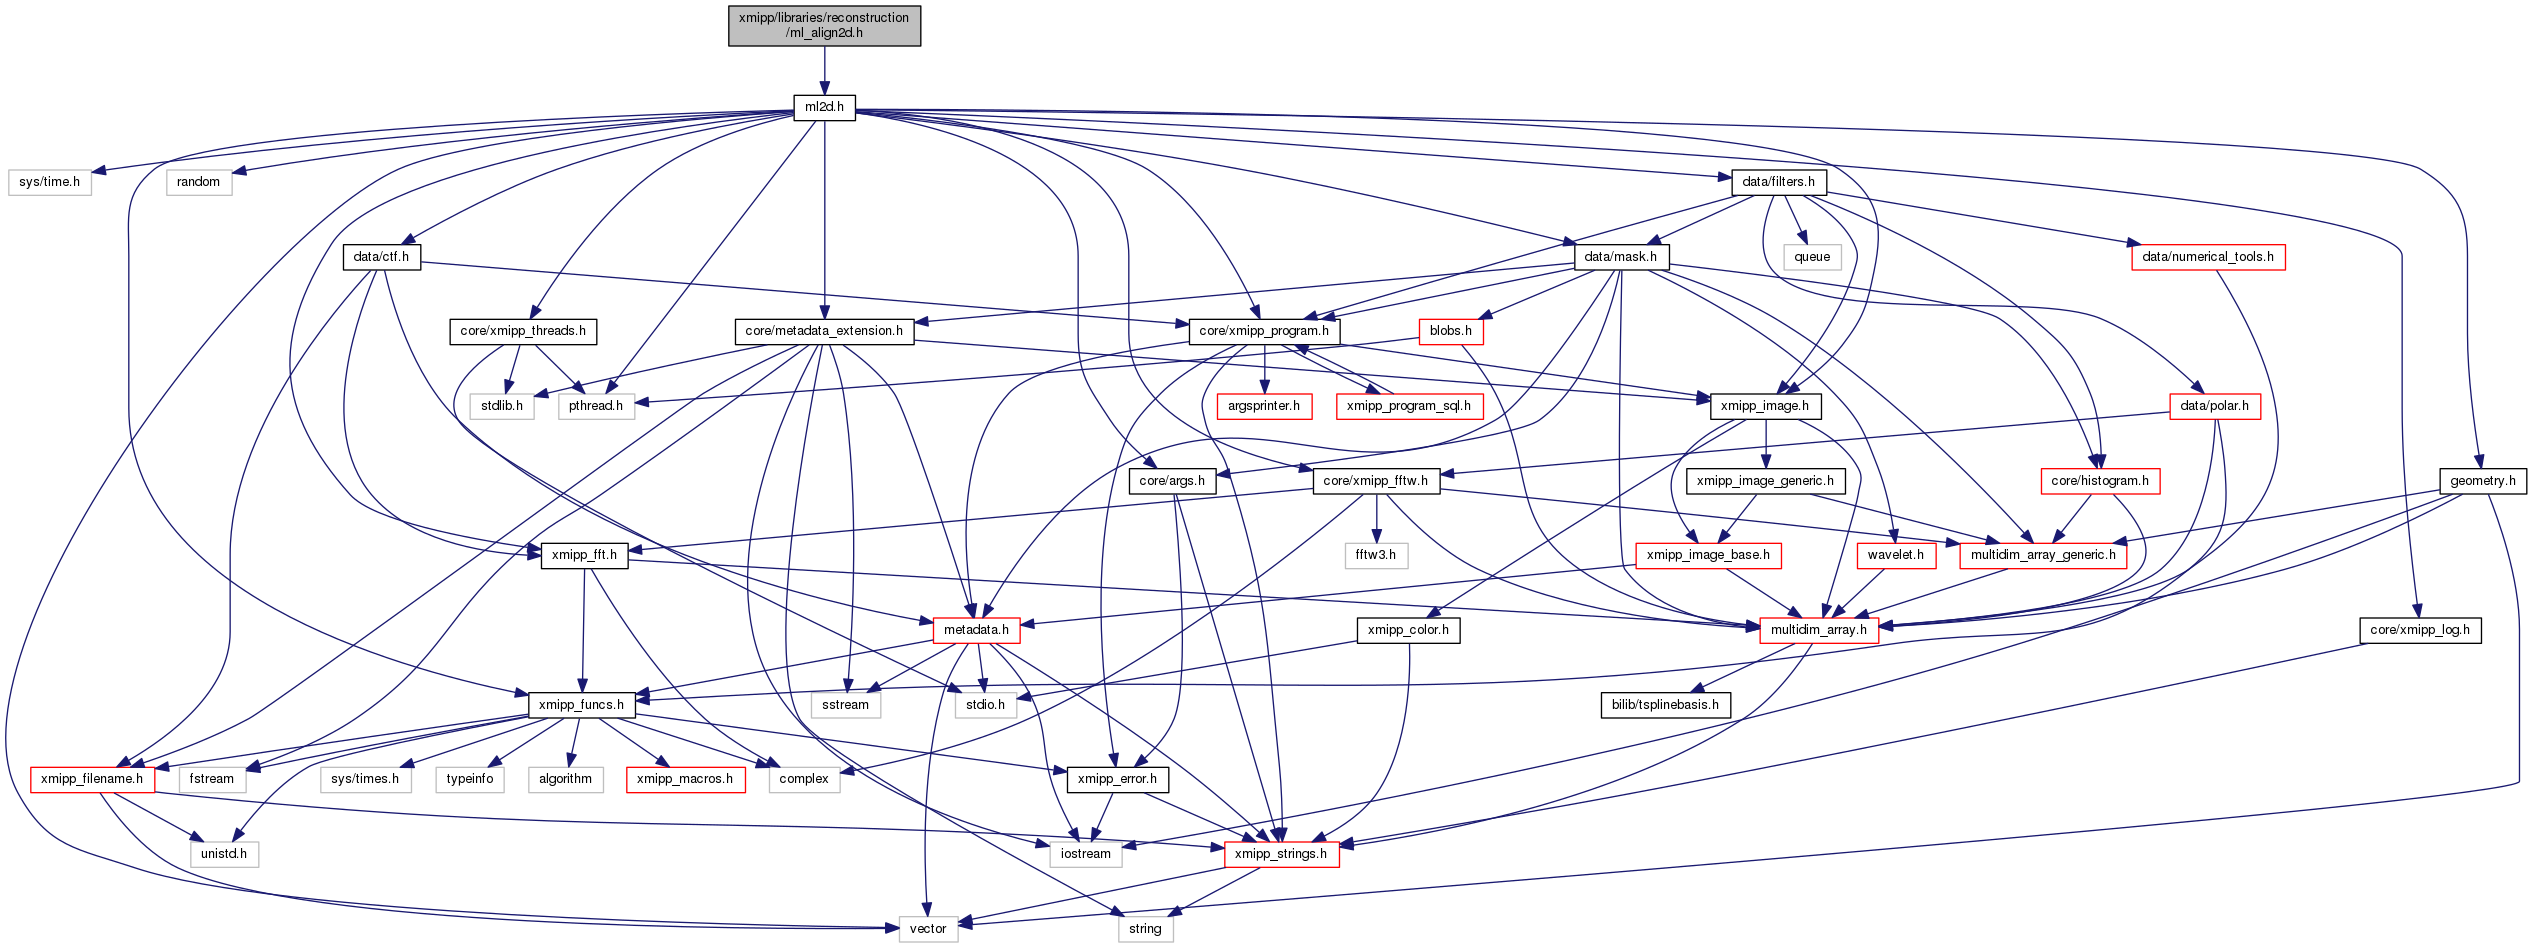 xmipp/libraries/reconstruction
/ml_align2d.h
ml2d.h
sys/time.h
random
data/filters.h
data/ctf.h
data/mask.h
queue
data/numerical_tools.h
core/xmipp_threads.h
core/metadata_extension.h
core/xmipp_program.h
blobs.h
stdlib.h
pthread.h
argsprinter.h
xmipp_program_sql.h
xmipp_image.h
data/polar.h
core/args.h
core/xmipp_fftw.h
xmipp_image_generic.h
core/histogram.h
geometry.h
xmipp_fft.h
fftw3.h
xmipp_image_base.h
wavelet.h
multidim_array_generic.h
metadata.h
xmipp_color.h
multidim_array.h
core/xmipp_log.h
xmipp_funcs.h
sstream
stdio.h
bilib/tsplinebasis.h
xmipp_filename.h
fstream
sys/times.h
typeinfo
algorithm
xmipp_macros.h
complex
xmipp_error.h
unistd.h
iostream
xmipp_strings.h
vector
string